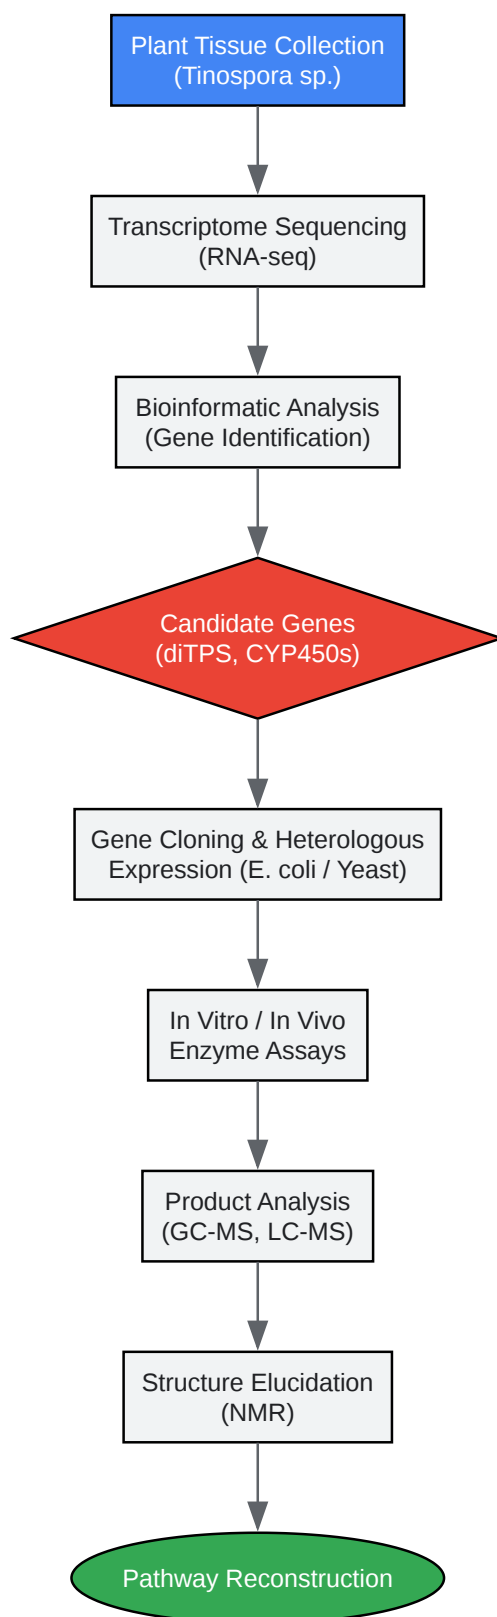 Plant Tissue Collection
(Tinospora sp.)
Transcriptome Sequencing
(RNA-seq)
Bioinformatic Analysis
(Gene Identification)
Candidate Genes
(diTPS, CYP450s)
Gene Cloning & Heterologous
Expression (E. coli / Yeast)
In Vitro / In Vivo
Enzyme Assays
Product Analysis
(GC-MS, LC-MS)
Structure Elucidation
(NMR)
Pathway Reconstruction